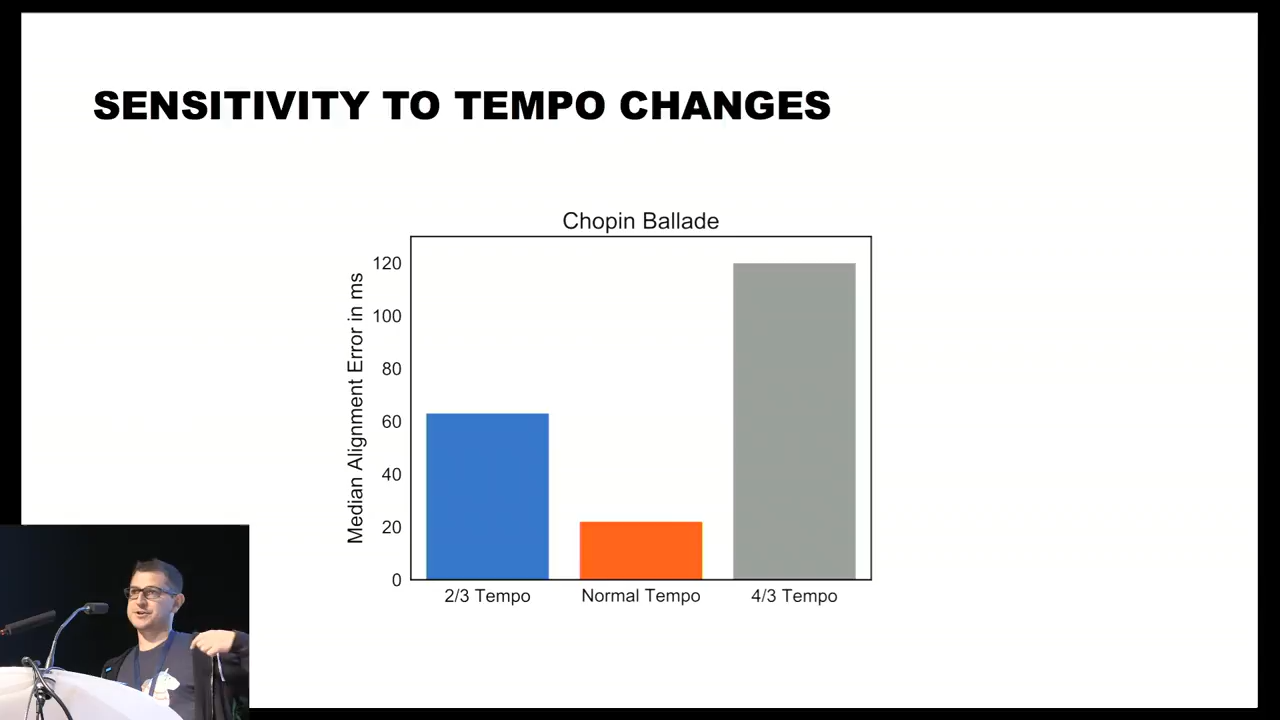 SENSITIVITY TO TEMPO CHANGES
Chopin Ballade
Median Alignment Error in ms
120
100
80
60
40
20
0
2/3 Tempo
Normal Tempo
4/3 Tempo